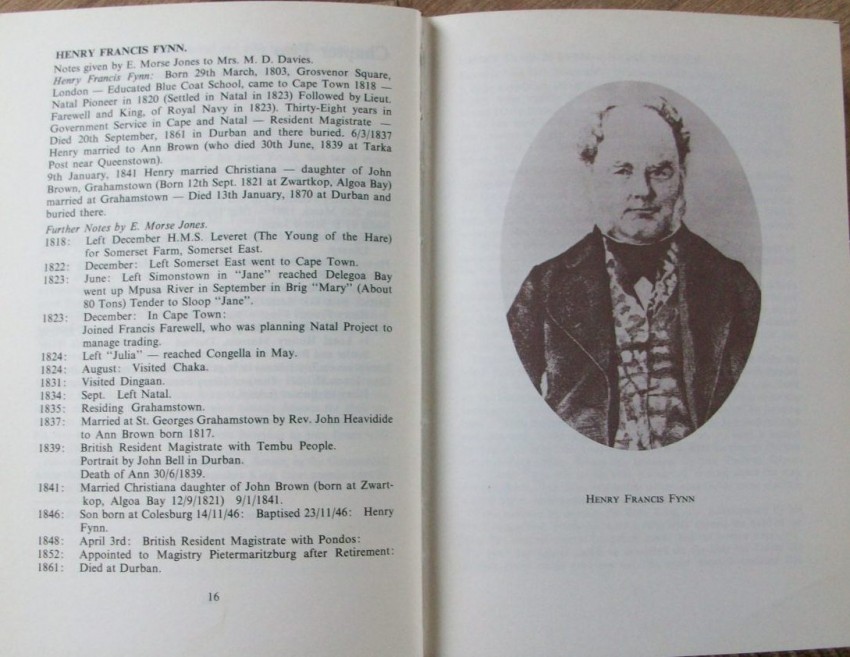 HENRY FRANCIS FYNN.
Notes given by E. Morse Jones to Mrs. M. D. Davies.
Henry Francis Fynn: Born 29th March, 1803, Grosvenor Square,
London — Educated Blue Coat School, came to Cape Town 1818 —
Natal Pioneer in 1820 (Settled in Natal in 1823) Followed by Lieut.
Farewell and King, of Royal Navy in 1823). Thirty-Eight years in
Government Service in Cape and Natal — Resident Magistrate —
Died 20th September, 1861 in Durban and there buried. 6/3/1837
Henry married to Ann Brown (who died 30th June, 1839 at Tarka
Post near Queenstown).
9th January, 1841 Henry married Christiana — daughter of John
Brown, Grahamstown (Born 12th Sept. 1821 at Zwartkop, Algoa Bay)
married at Grahamstown — Died 13th January, 1870 at Durban and
buried there.
Further Notes by E. Morse Jones.
1818: Left December H.M.S. Leveret (The Young of the Hare)
for Somerset Farm, Somerset East.
1822: December: Left Somerset East went to Cape Town.
1823: June: Left Simonstown in "Jane" reached Delegoa Bay
went up Mpusa River in September in Brig "Mary" (About
80 Tons) Tender to Sloop "Jane".
1823: December: In Cape Town:
Joined Francis Farewell, who was planning Natal Project to
manage trading.
1824: Left "Julia" — reached Congella in May.
1824: August: Visited Chaka.
1831: Visited Dingaan.
1834: Sept. Left Natal.
1835: Residing Grahamstown.
1837: Married at St. Georges Grahamstown by Rev. John Heavidide
to Ann Brown born 1817.
1839: British Resident Magistrate with Tembu People.
Portrait by John Bell in Durban.
Death of Ann 30/6/1839.
1841: Married Christiana daughter of John Brown (born at Zwart-
kop, Algoa Bay 12/9/1821) 9/1/1841.
1846: Son born at Colesburg 14/11/46: Baptised 23/11/46: Henry
Fynn.
1848: April 3rd: British Resident Magistrate with Pondos:
1852: Appointed to Magistry Pietermaritzburg after Retirement:
1861: Died at Durban.
16
HENRY FRANCIS FYNN